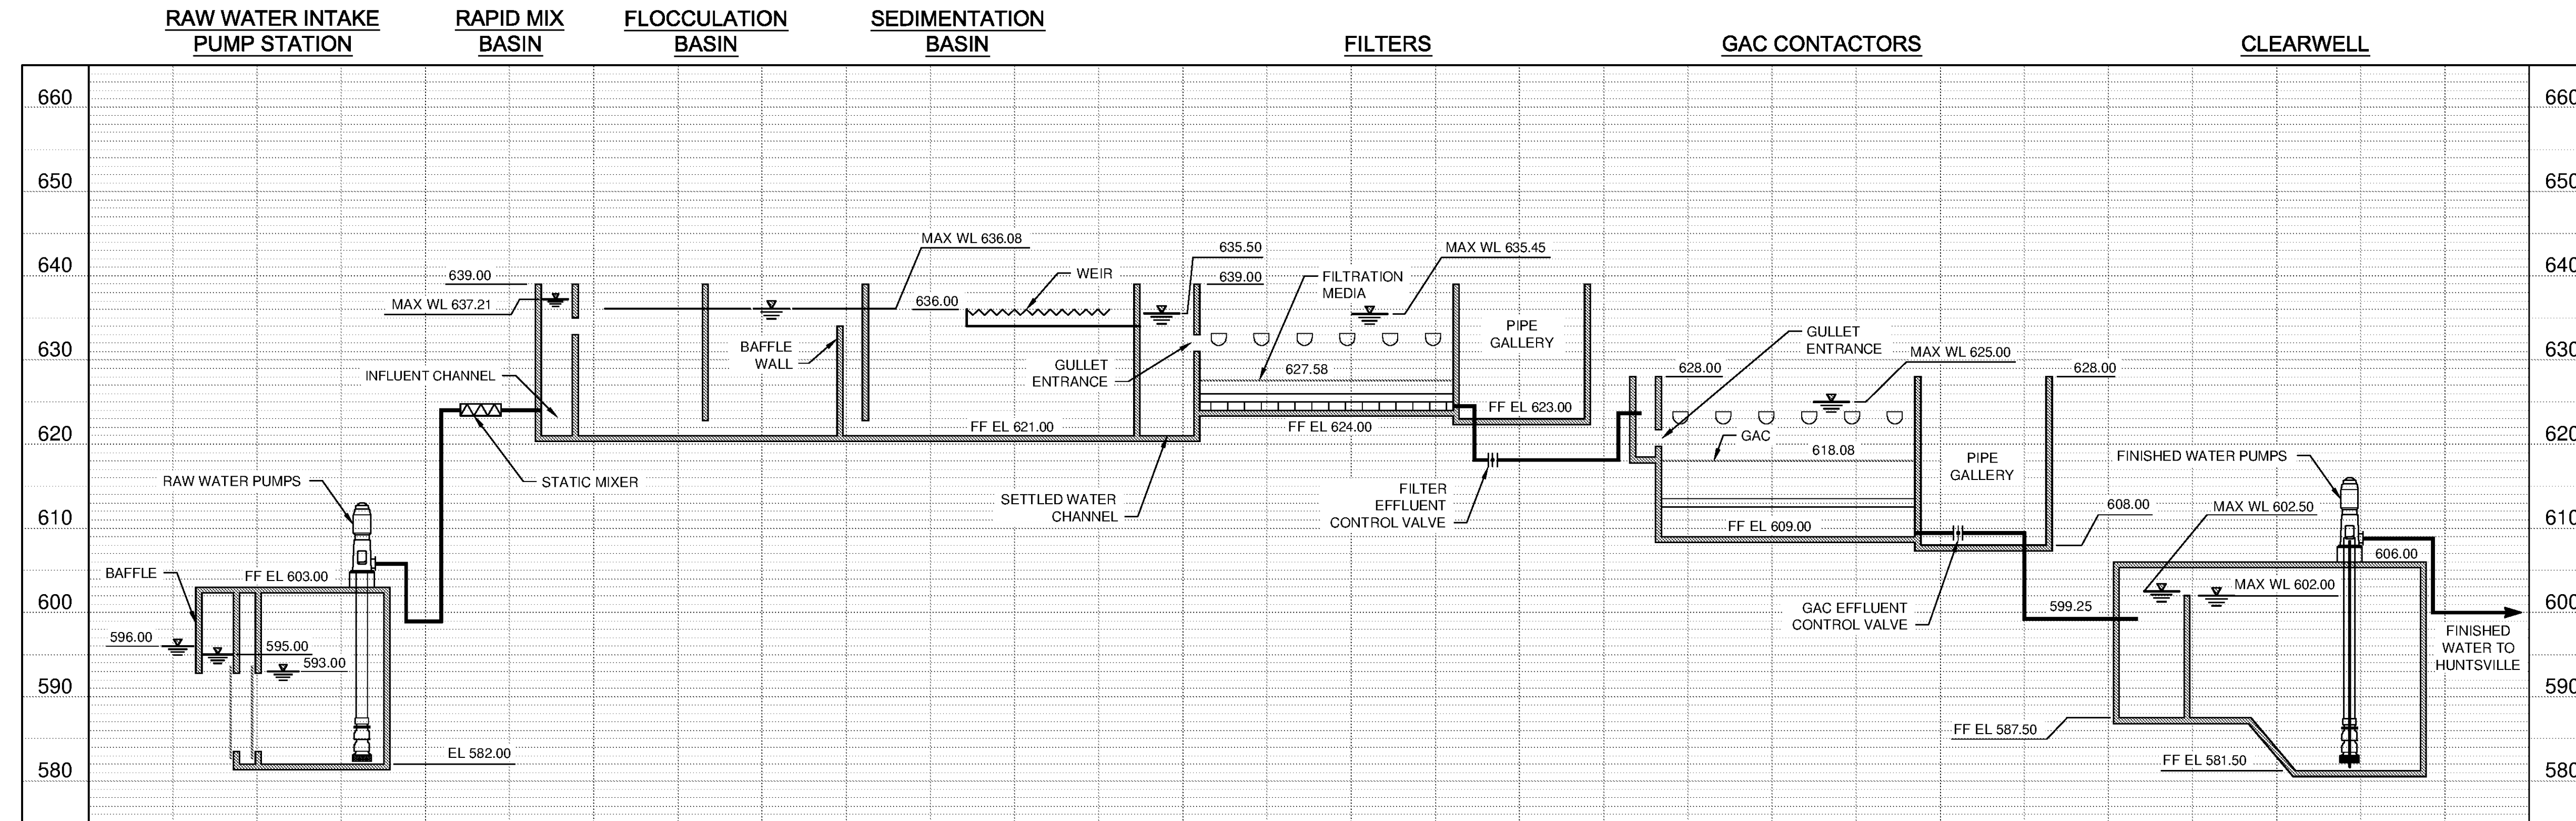 RAW WATER INTAKE
PUMP STATION
RAPID MIX
BASIN
FLOCCULATION
BASIN
SEDIMENTATION
BASIN
FILTERS
GAC CONTACTORS
CLEARWELL
660
650
640
630
620
610
600
590
580
BAFFLE
596.00
RAW WATER PUMPS
FF EL 603.00
595.00
593.00
EL 582.00
639.00
MAX WL 637.21
INFLUENT CHANNEL
STATIC MIXER
BAFFLE
WALL
MAX WL 636.08
636.00
WEIR
FF EL 621.00
SETTLED WATER
CHANNEL
GULLET
ENTRANCE
635.50
639.00
FILTRATION
MEDIA
MAX WL 635.45
627.58
FF EL 624.00
PIPE
GALLERY
FF EL 623.00
FILTER
EFFLUENT
CONTROL VALVE
628.00
GULLET
ENTRANCE
MAX WL 625.00
GAC
618.08
FF EL 609.00
PIPE
GALLERY
628.00
608.00
GAC EFFLUENT
CONTROL VALVE
599.25
FINISHED WATER PUMPS
MAX WL 602.50
606.00
MAX WL 602.00
FF EL 587.50
FF EL 581.50
FINISHED
WATER TO
HUNTSVILLE
660
650
640
630
620
610
600
590
580